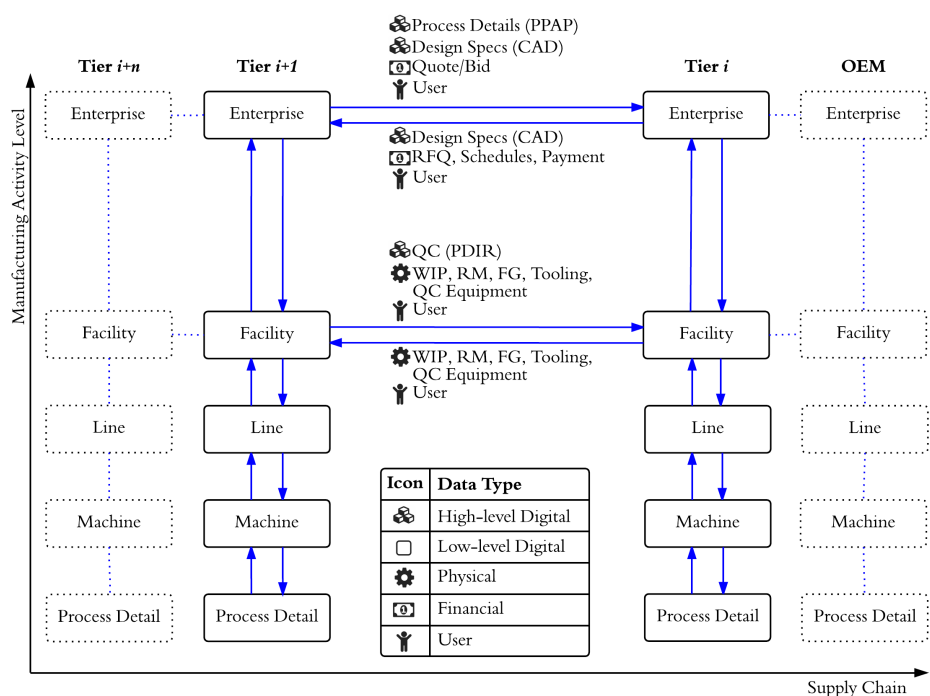 Process Details (PPAP)
Design Specs (CAD)
Quote/Bid
User
Tier i+n
Tier i+1
Tier i
OEM
Enterprise
Enterprise
Enterprise
Enterprise
Design Specs (CAD)
RFQ, Schedules, Payment
User
Manufacturing Activity Level
QC (PDIR)
WIP, RM, FG, Tooling,
QC Equipment
User
Facility
Facility
Facility
Facility
WIP, RM, FG, Tooling,
QC Equipment
User
Line
Line
Line
Line
Icon Data Type
High-level Digital
Low-level Digital
Physical
Financial
User
Machine
Machine
Machine
Machine
Process Detail
Process Detail
Process Detail
Process Detail
Supply Chain